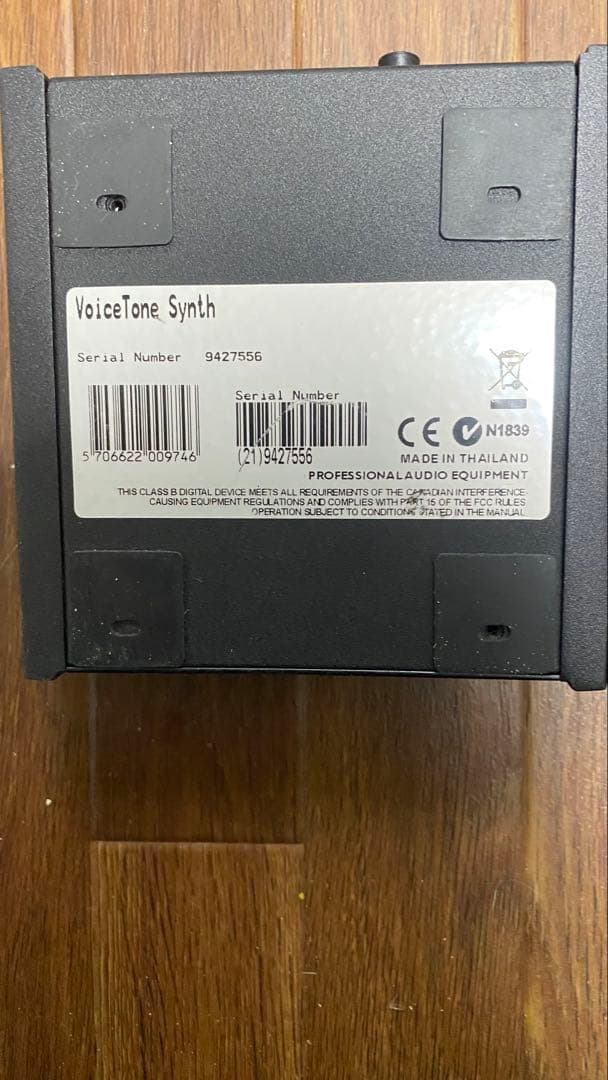 VoiceTone Synth
Serial Number 9427556
Serial Number
5 706622 009746
(21)9427556
CE N1839
MADE IN THAILAND
PROFESSIONAL AUDIO EQUIPMENT
THIS CLASS B DIGITAL DEVICE MEETS ALL REQUIREMENTS OF THE CANADIAN INTERFERENCE-
CAUSING EQUIPMENT REGULATIONS AND COMPLIES WITH PART 15 OF THE FCC RULES
OPERATION SUBJECT TO CONDITIONS STATED IN THE MANUAL